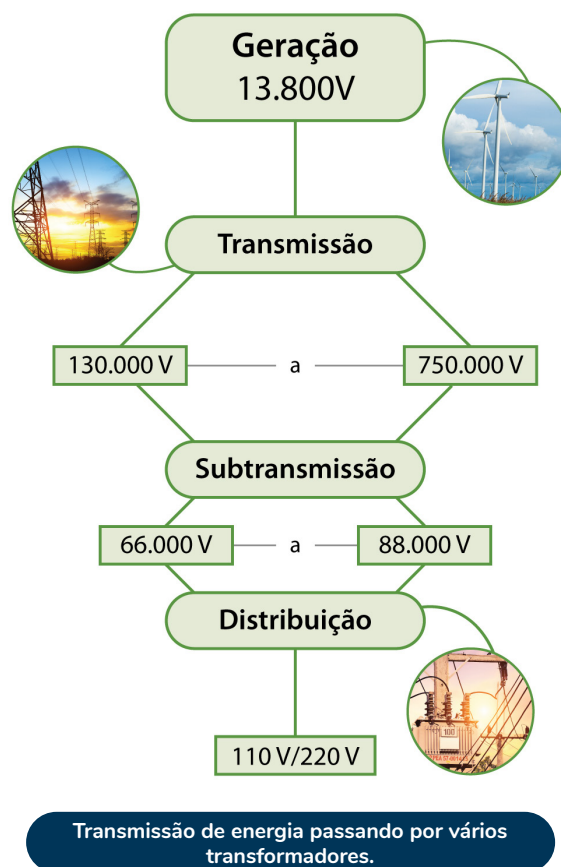 Geração
13.800V
Transmissão
130.000 V a 750.000 V
Subtransmissão
66.000 V a 88.000 V
Distribuição
100
110 V/220 V
Transmissão de energia passando por vários
transformadores.